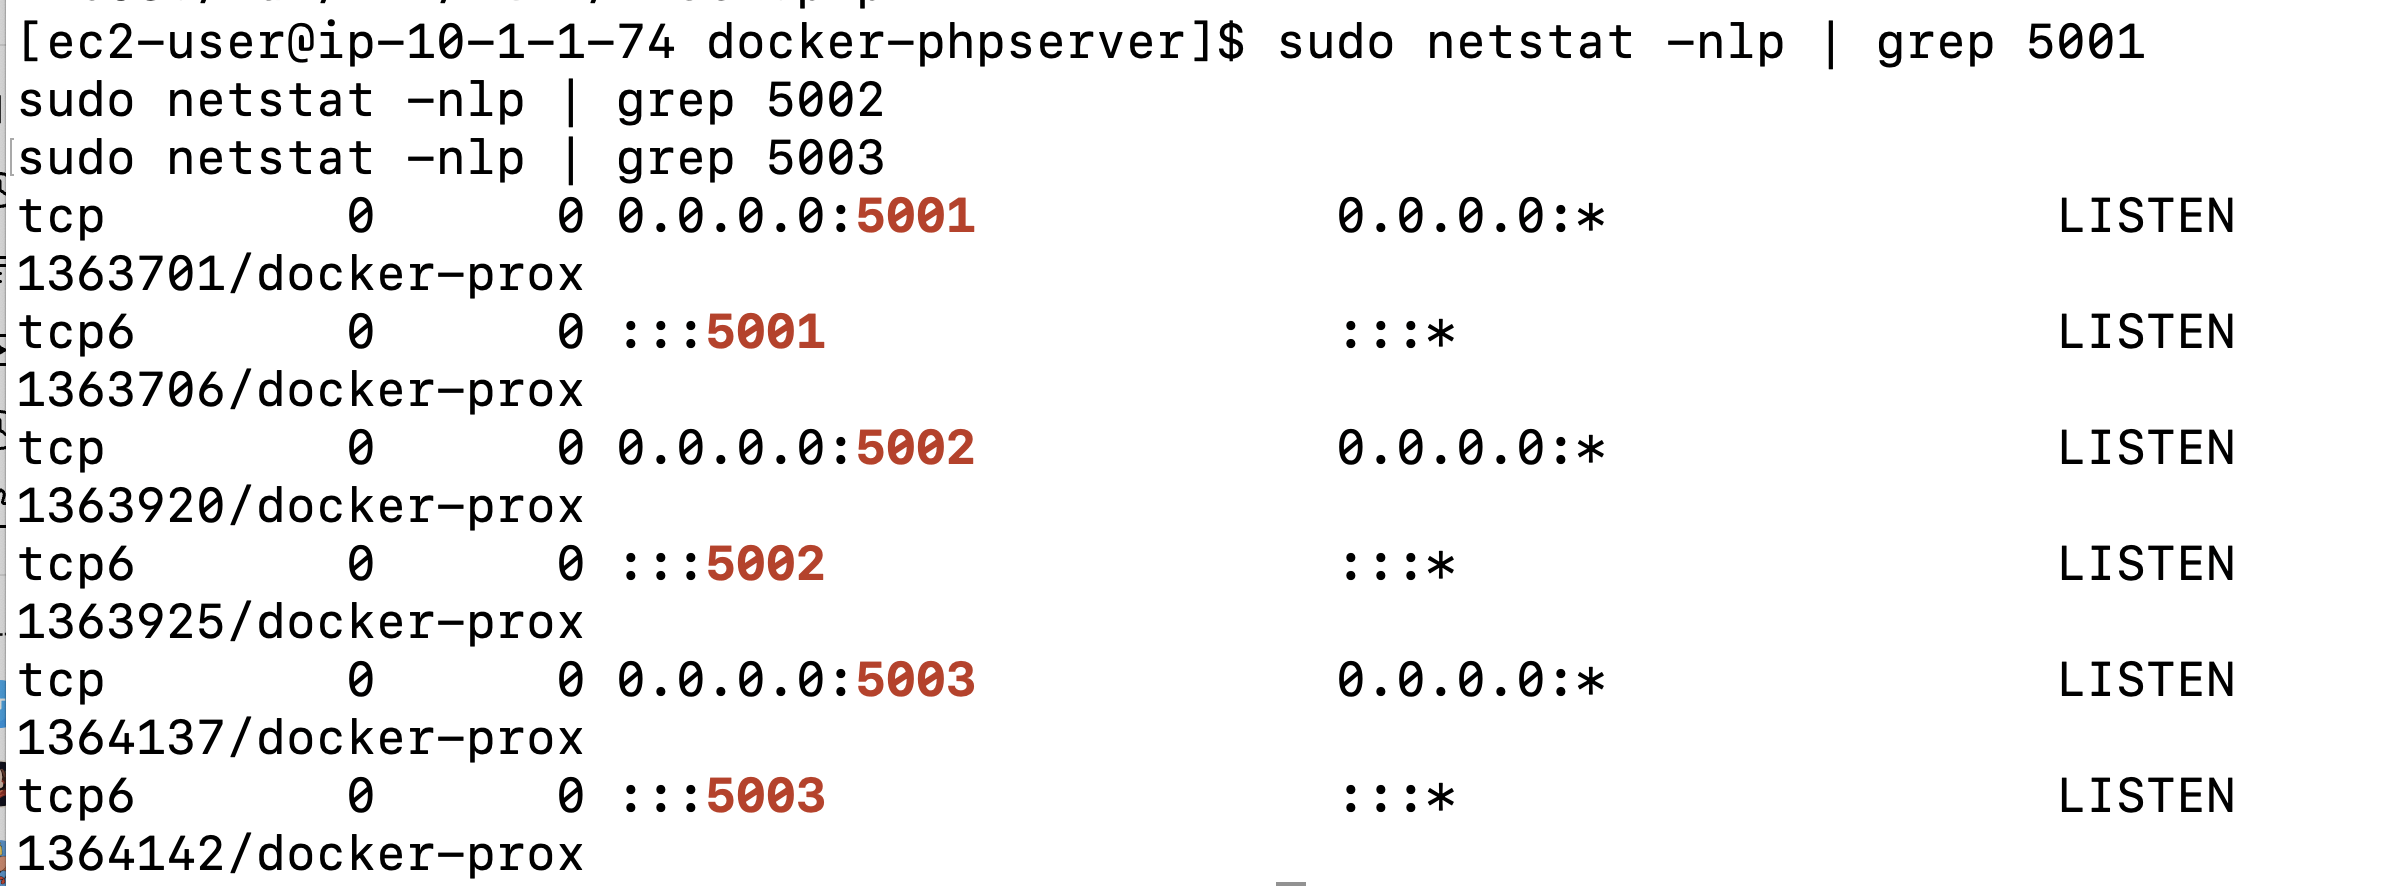 [ec2-user@ip-10-1-1-74 docker-phpserver]$ sudo netstat -nlp | grep 5001
sudo netstat -nlp | grep 5002
sudo netstat -nlp | grep 5003
tcp        0      0 0.0.0.0:5001            0.0.0.0:*               LISTEN
1363701/docker-prox
tcp6       0      0 :::5001                 :::*                    LISTEN
1363706/docker-prox
tcp        0      0 0.0.0.0:5002            0.0.0.0:*               LISTEN
1363920/docker-prox
tcp6       0      0 :::5002                 :::*                    LISTEN
1363925/docker-prox
tcp        0      0 0.0.0.0:5003            0.0.0.0:*               LISTEN
1364137/docker-prox
tcp6       0      0 :::5003                 :::*                    LISTEN
1364142/docker-prox